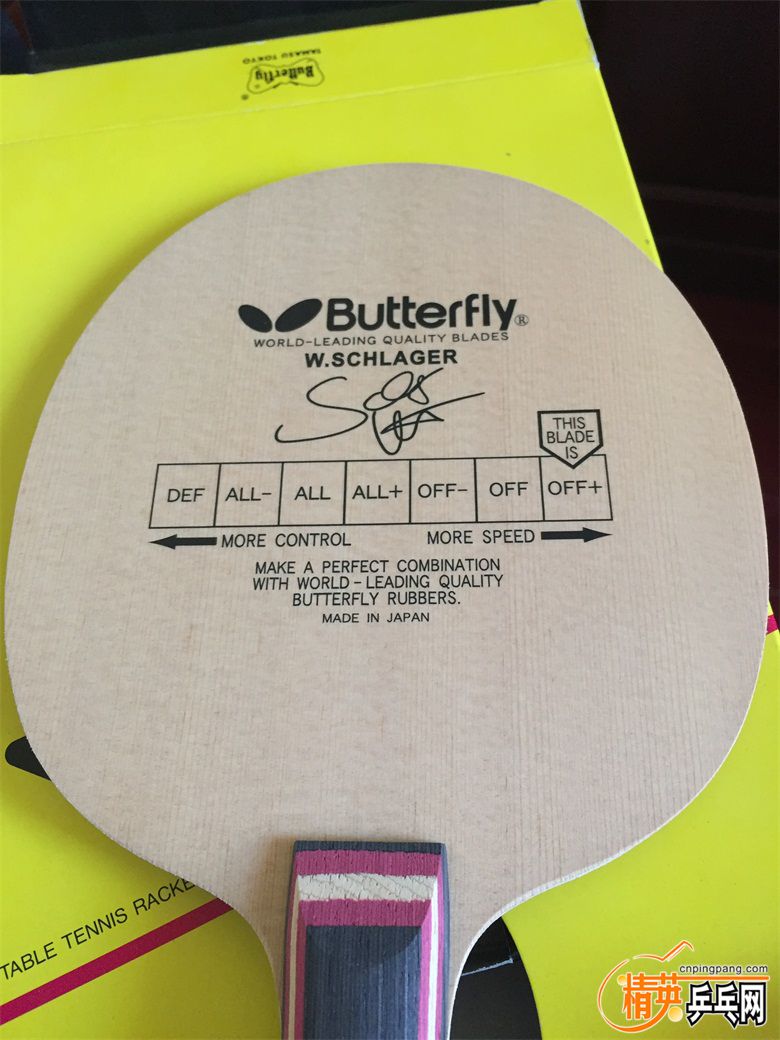 Butterfly
TAMASU TOKYO
Butterfly®
WORLD-LEADING QUALITY BLADES
W.SCHLAGER
THIS
BLADE
IS
DEF ALL- ALL ALL+ OFF- OFF OFF+
MORE CONTROL MORE SPEED
MAKE A PERFECT COMBINATION
WITH WORLD-LEADING QUALITY
BUTTERFLY RUBBERS.
MADE IN JAPAN
TABLE TENNIS
cnpingpang.com
精英乒乓网